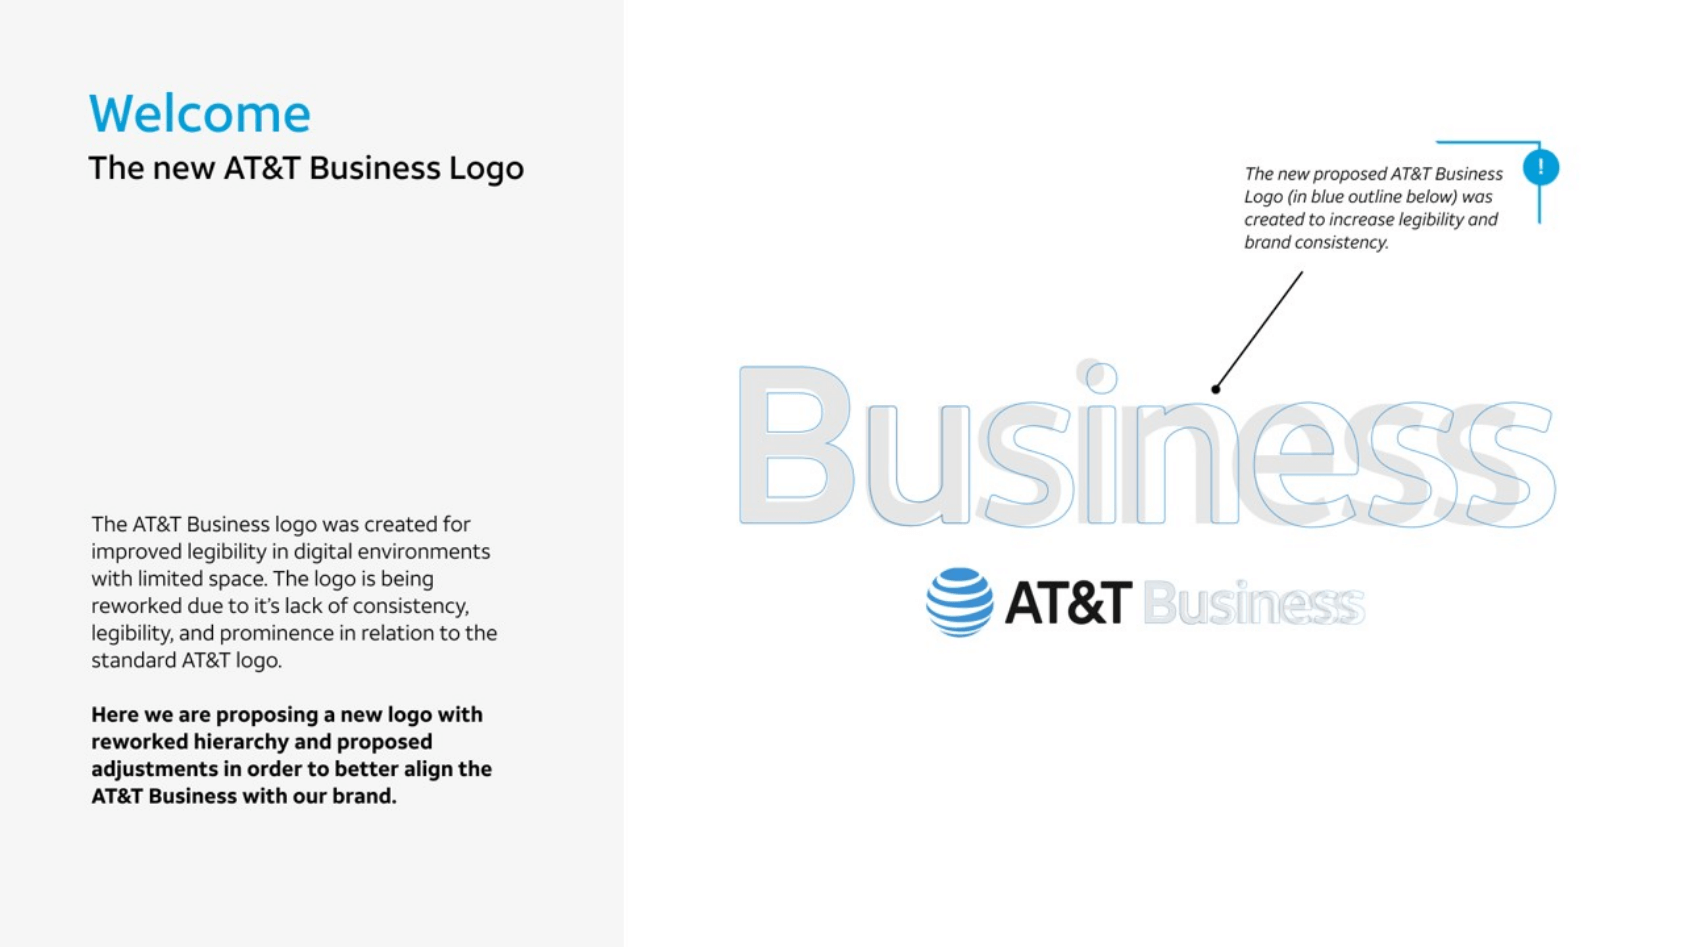 Welcome
The new AT&T Business Logo
The AT&T Business logo was created for
improved legibility in digital environments
with limited space. The logo is being
reworked due to it's lack of consistency,
legibility, and prominence in relation to the
standard AT&T logo.
Here we are proposing a new logo with
reworked hierarchy and proposed
adjustments in order to better align the
AT&T Business with our brand.
The new proposed AT&T Business
Logo (in blue outline below) was
created to increase legibility and
brand consistency.
!
Business
AT&T Business